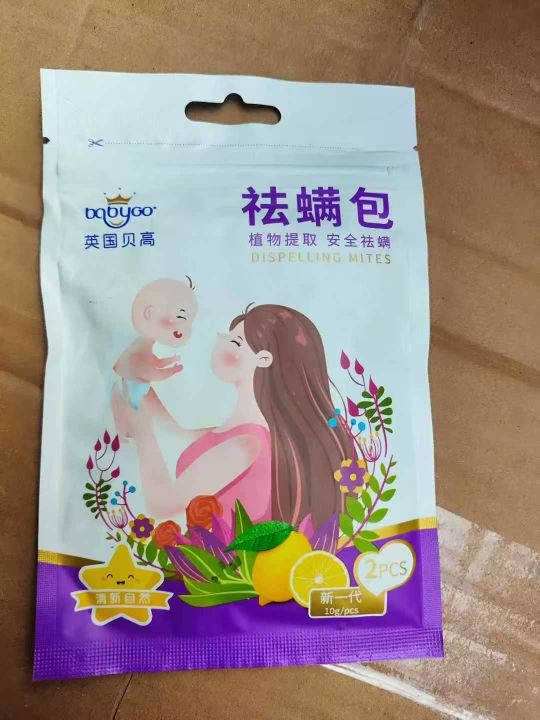 babyGo
英国贝高
祛螨包
植物提取 安全祛螨
DISPELLING MITES
清新自然
2PCS
新一代
10g/pcs